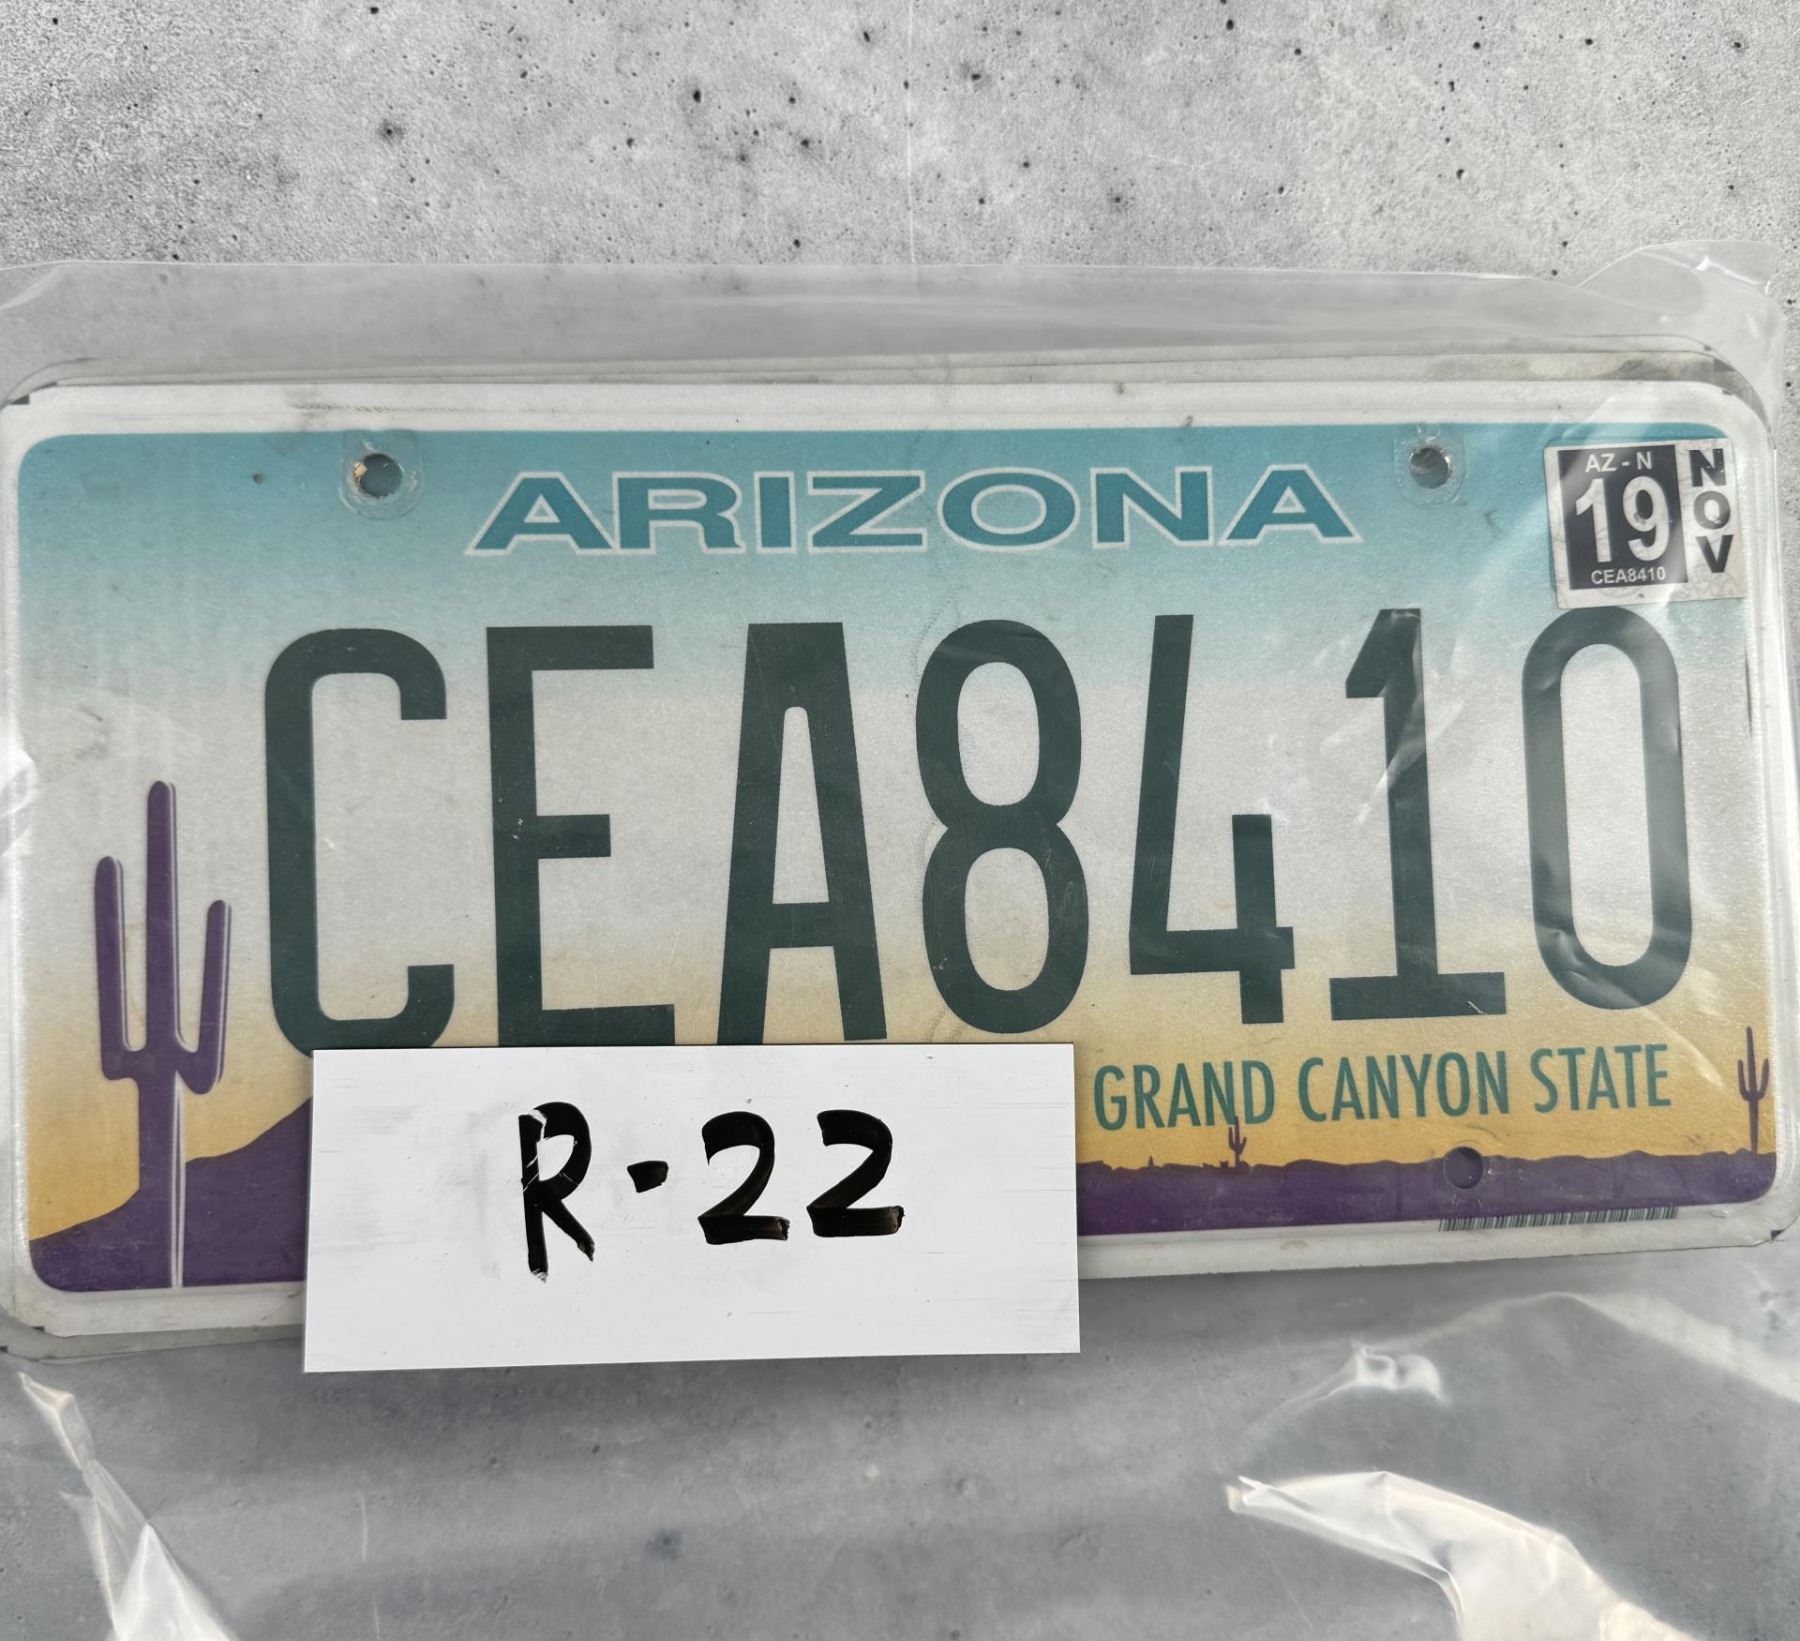 ARIZONA
AZ - N
19
CEA8410
NOV
CEA8410
GRAND CANYON STATE
R-22